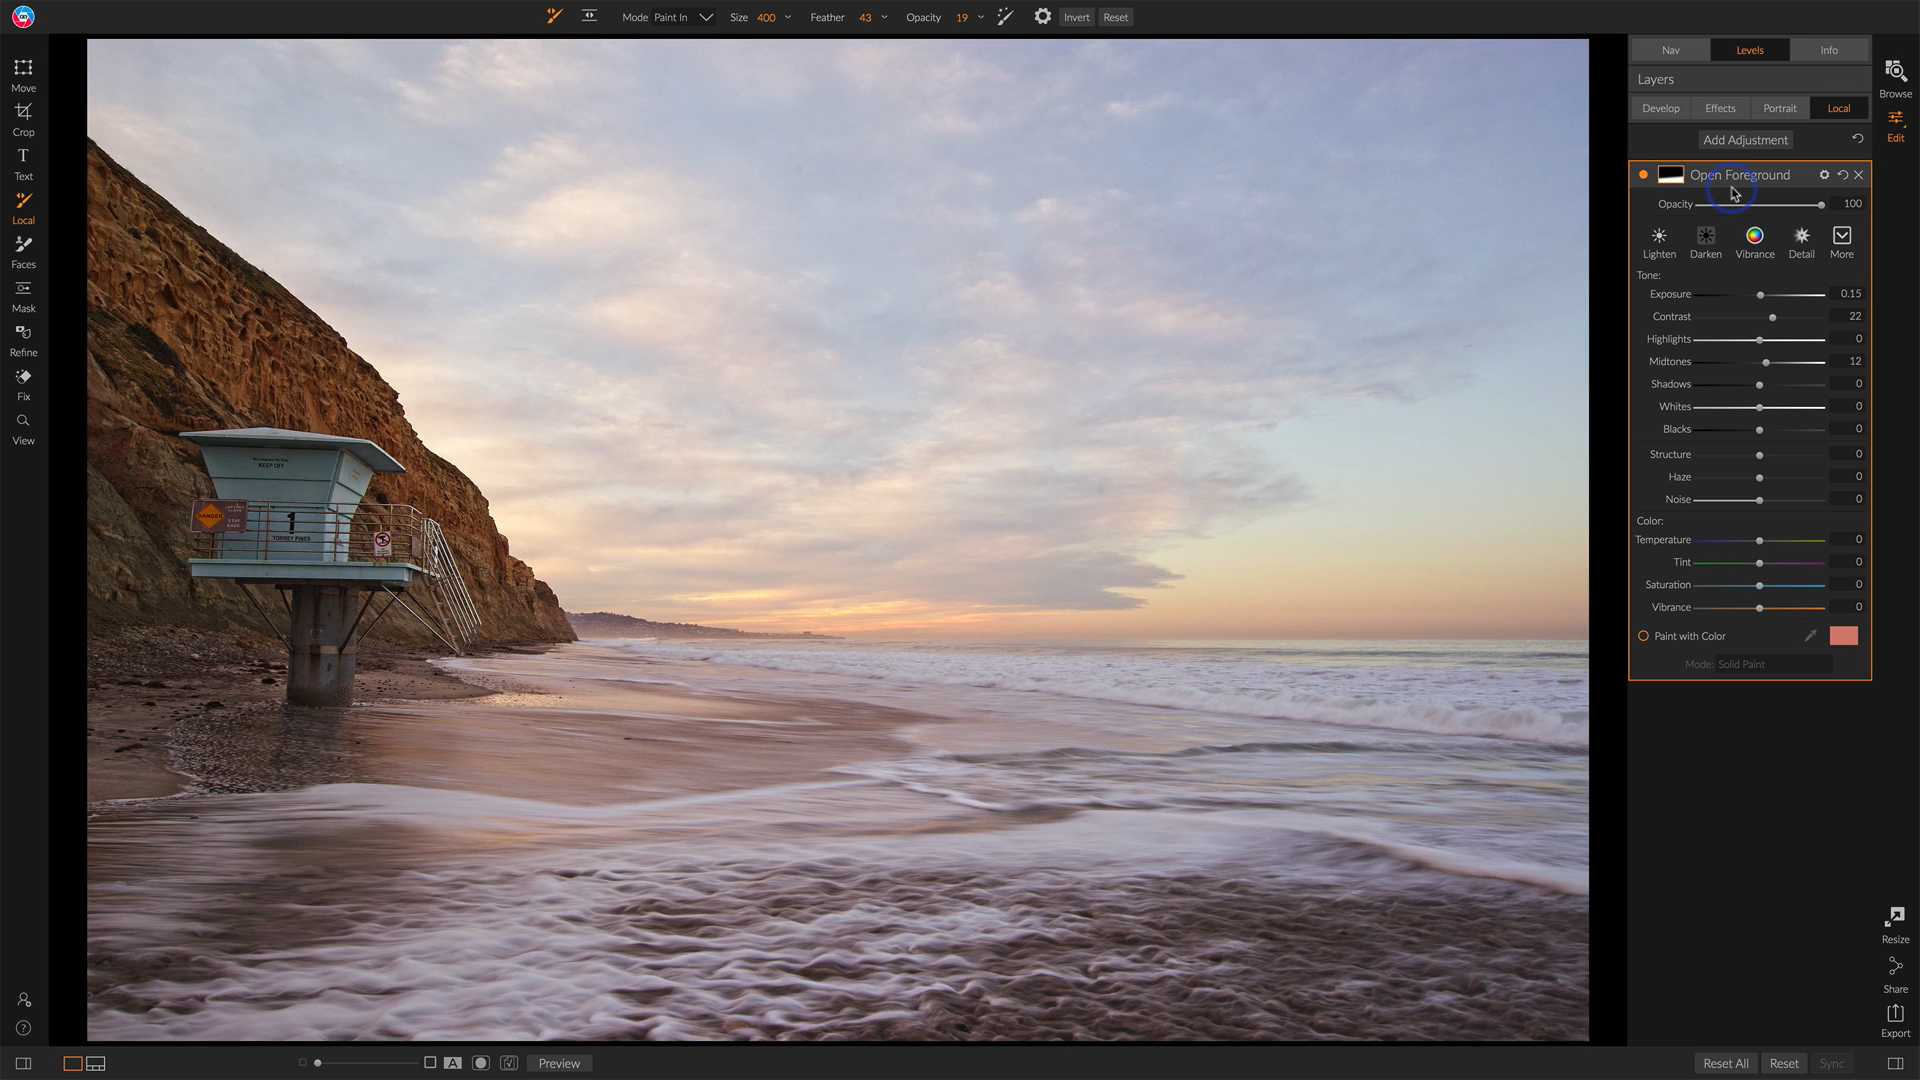 Mode Paint In Size 400 Feather 43 Opacity 19 Invert Reset
Move
Crop
Text
Local
Faces
Mask
Refine
Fix
View
KEEP OFF
DANGER
STAY BACK
1
TORREY PINES
Nav Levels Info
Layers
Develop Effects Portrait Local
Add Adjustment
Open Foreground
Opacity 100
Lighten Darken Vibrance Detail More
Tone:
Exposure 0.15
Contrast 22
Highlights 0
Midtones 12
Shadows 0
Whites 0
Blacks 0
Structure 0
Haze 0
Noise 0
Color:
Temperature 0
Tint 0
Saturation 0
Vibrance 0
Paint with Color
Mode: Solid Paint
Browse
Edit
Resize
Share
Export
A Preview
Reset All Reset Sync